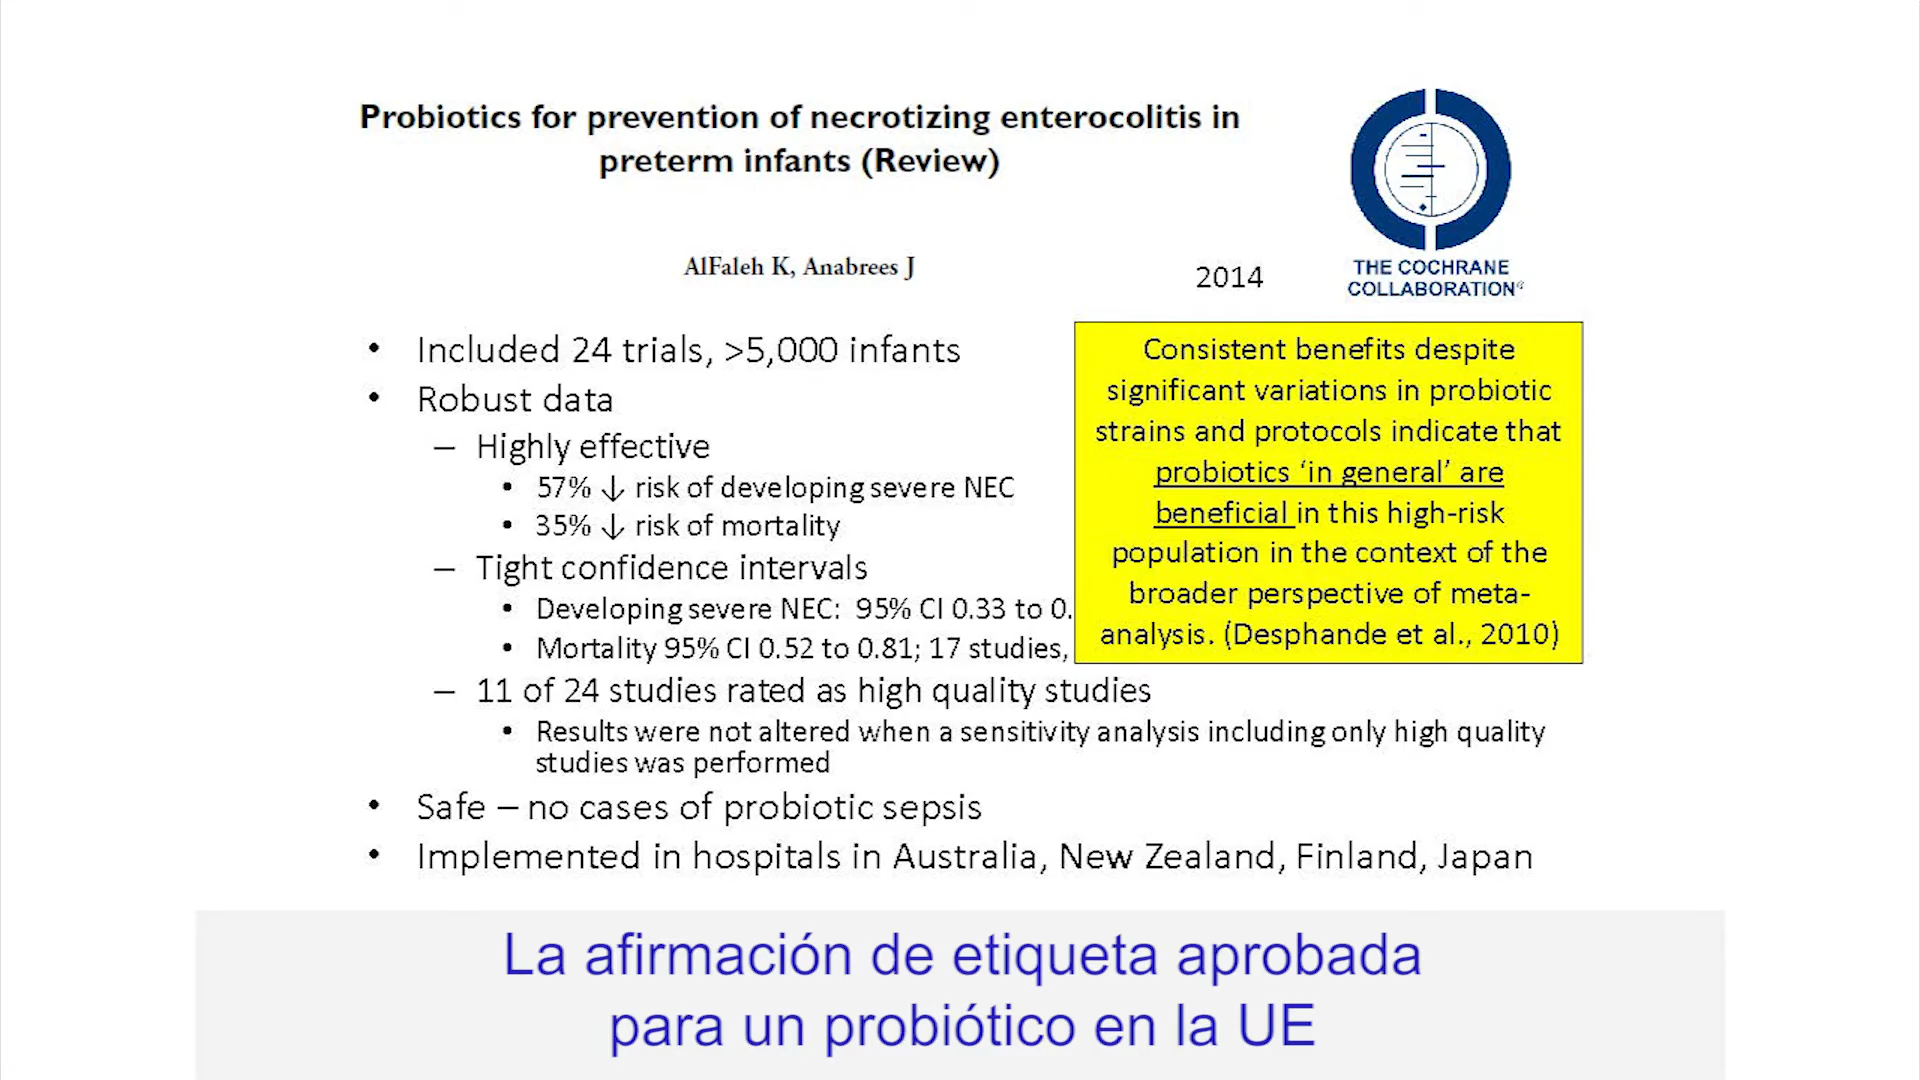 Probiotics for prevention of necrotizing enterocolitis in
preterm infants (Review)
AlFaleh K, Anabrees J
2014
THE COCHRANE
COLLABORATION®
• Included 24 trials, >5,000 infants
• Robust data
– Highly effective
• 57% ↓ risk of developing severe NEC
• 35% ↓ risk of mortality
– Tight confidence intervals
• Developing severe NEC: 95% CI 0.33 to 0.
• Mortality 95% CI 0.52 to 0.81; 17 studies,
– 11 of 24 studies rated as high quality studies
• Results were not altered when a sensitivity analysis including only high quality
studies was performed
• Safe – no cases of probiotic sepsis
• Implemented in hospitals in Australia, New Zealand, Finland, Japan
Consistent benefits despite
significant variations in probiotic
strains and protocols indicate that
probiotics ‘in general’ are
beneficial in this high-risk
population in the context of the
broader perspective of meta-
analysis. (Desphande et al., 2010)
La afirmación de etiqueta aprobada
para un probiótico en la UE